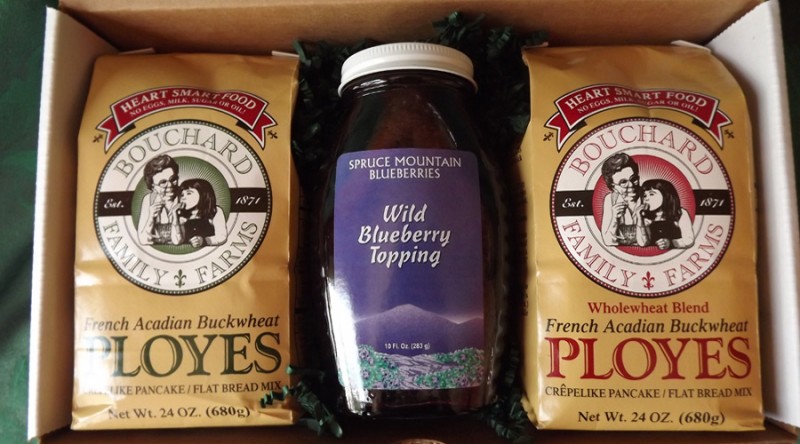 HEART SMART FOOD
NO EGGS, MILK, SUGAR OR OIL!
BOUCHARD
Est. 1871
FAMILY FARMS
French Acadian Buckwheat
PLOYES
LIKE PANCAKE / FLAT BREAD MIX
Net Wt. 24 OZ. (680g)
SPRUCE MOUNTAIN
BLUEBERRIES
Wild
Blueberry
Topping
10 Fl. Oz. (283 g)
HEART SMART FOOD
NO EGGS, MILK, SUGAR OR OIL!
BOUCHARD
Est. 1871
FAMILY FARMS
Wholewheat Blend
French Acadian Buckwheat
PLOYES
CRÊPELIKE PANCAKE / FLAT BREAD MIX
Net Wt. 24 OZ. (680g)